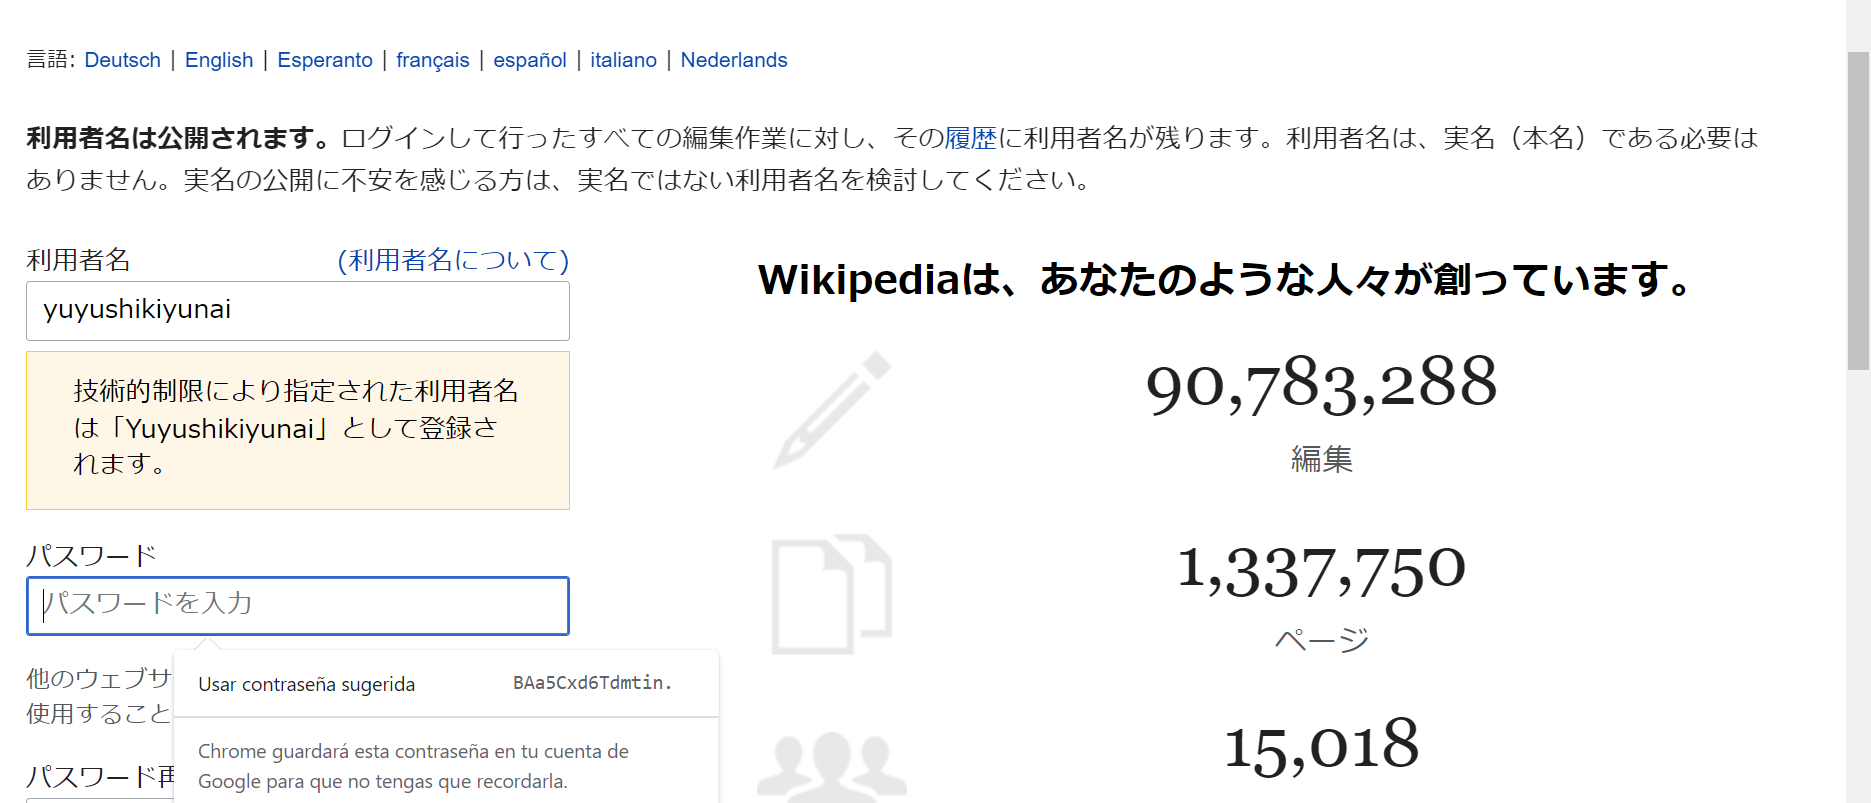 言語: Deutsch | English | Esperanto | français | español | italiano | Nederlands
利用者名は公開されます。ログインして行ったすべての編集作業に対し、その履歴に利用者名が残ります。利用者名は、実名（本名）である必要は
ありません。実名の公開に不安を感じる方は、実名ではない利用者名を検討してください。
利用者名 (利用者名について)
yuyushikiyunai
技術的制限により指定された利用者名
は「Yuyushikiyunai」として登録さ
れます。
パスワード
パスワードを入力
他のウェブサ
使用すること
パスワード再
Usar contraseña sugerida BAa5Cxd6Tdmtin.
Chrome guardará esta contraseña en tu cuenta de
Google para que no tengas que recordarla.
Wikipediaは、あなたのような人々が創っています。
90,783,288
編集
1,337,750
ページ
15,018